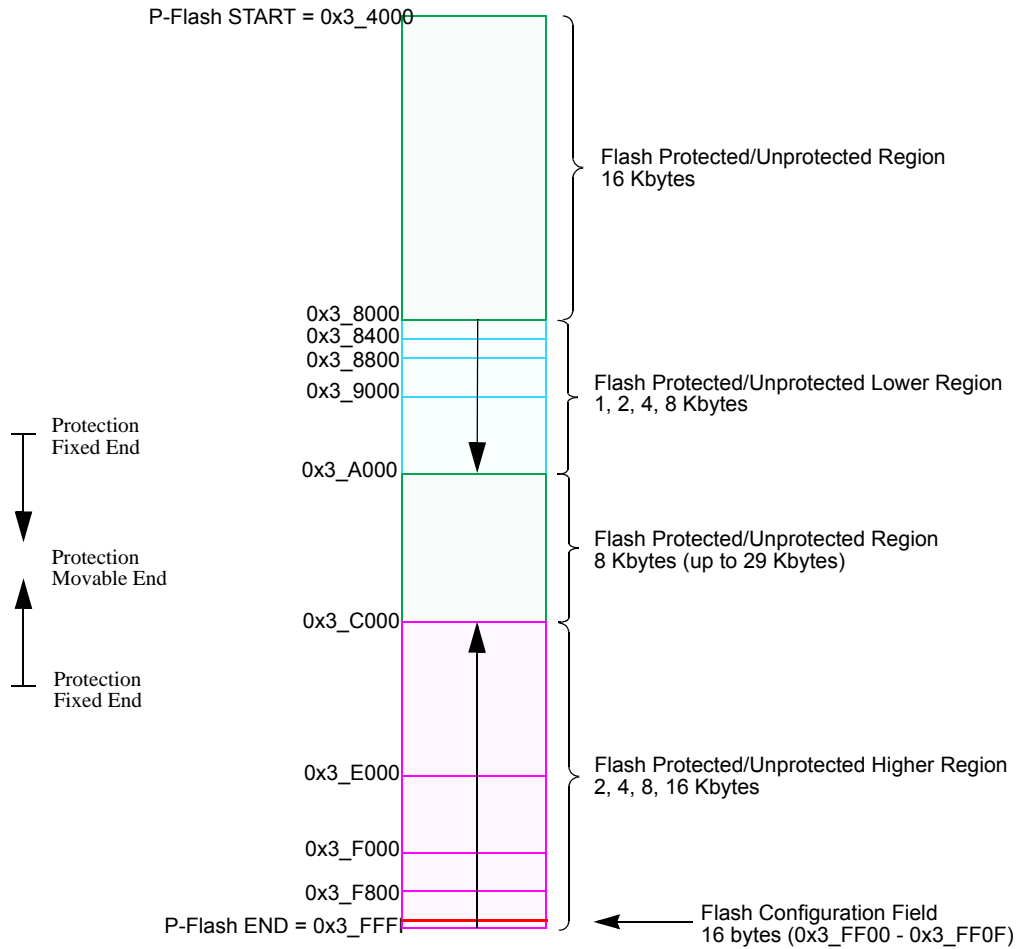 P-Flash START = 0x3_4000
Flash Protected/Unprotected Region
16 Kbytes
0x3_8000
0x3_8400
0x3_8800
0x3_9000
Flash Protected/Unprotected Lower Region
1, 2, 4, 8 Kbytes
Protection
Fixed End
0x3_A000
Protection
Movable End
Flash Protected/Unprotected Region
8 Kbytes (up to 29 Kbytes)
0x3_C000
Protection
Fixed End
0x3_E000
Flash Protected/Unprotected Higher Region
2, 4, 8, 16 Kbytes
0x3_F000
0x3_F800
P-Flash END = 0x3_FFF
Flash Configuration Field
16 bytes (0x3_FF00 - 0x3_FF0F)